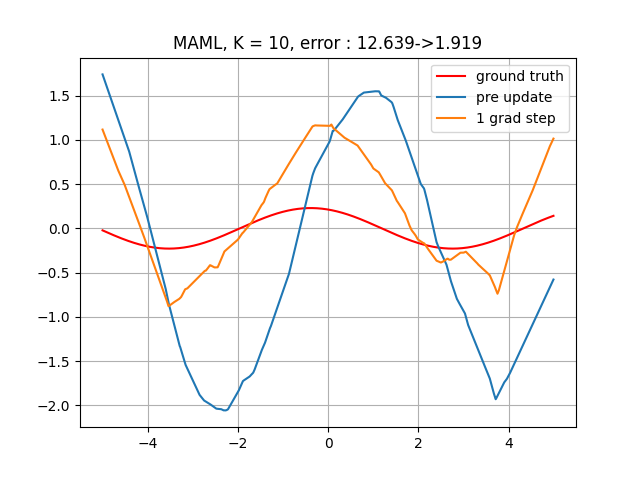 MAML, K = 10, error : 12.639->1.919
ground truth
pre update
1 grad step
1.5
1.0
0.5
0.0
−0.5
−1.0
−1.5
−2.0
−4 −2 0 2 4